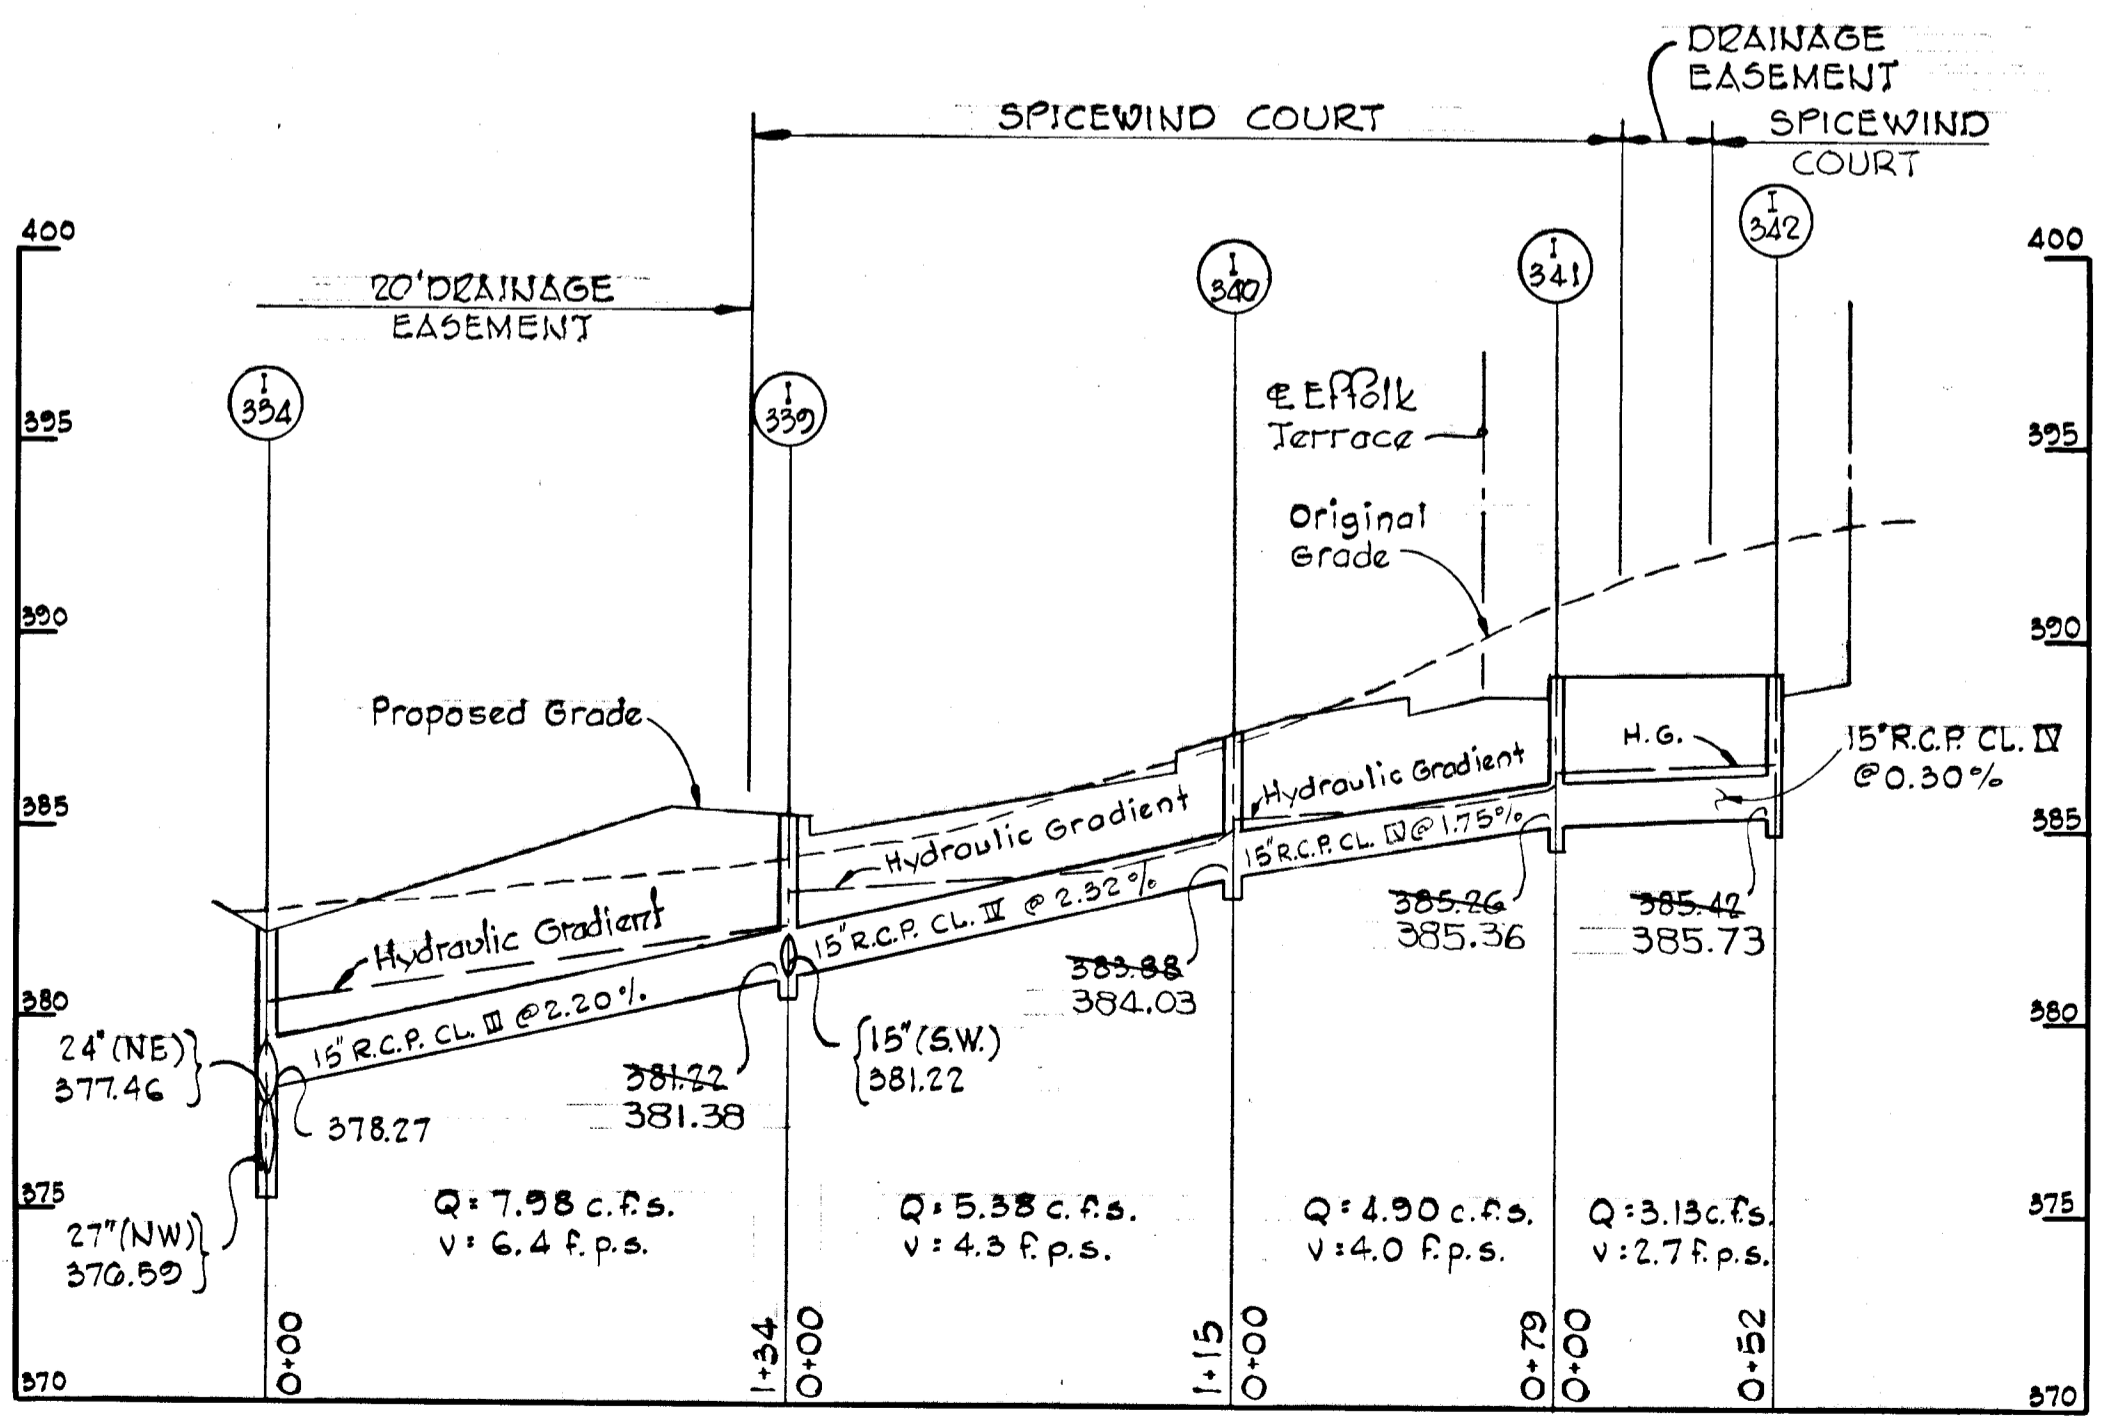 DRAINAGE
EASEMENT
SPICEWIND COURT
SPICEWIND
COURT
400
400
20' DRAINAGE
EASEMENT
I
334
I
339
I
340
I
341
I
342
395
395
℄ Effolk
Terrace
Original
Grade
390
390
Proposed Grade
H.G.
15" R.C.P. CL. IV
@ 0.30%
385
385
Hydraulic Gradient
Hydraulic Gradient
Hydraulic Gradient
15" R.C.P. CL. III @ 2.20%
15" R.C.P. CL. IV @ 2.32%
15" R.C.P. CL. IV @ 1.75%
385.26
385.36
385.42
385.73
383.88
384.03
380
380
24" (NE)
377.46
378.27
381.22
381.38
15" (S.W.)
381.22
375
375
27" (NW)
376.59
Q = 7.98 c.f.s.
V = 6.4 f.p.s.
Q = 5.38 c.f.s.
V = 4.3 f.p.s.
Q = 4.90 c.f.s.
V = 4.0 f.p.s.
Q = 3.13 c.f.s.
V = 2.7 f.p.s.
0+00
1+34
0+00
1+15
0+00
0+79
0+00
0+52
370
370